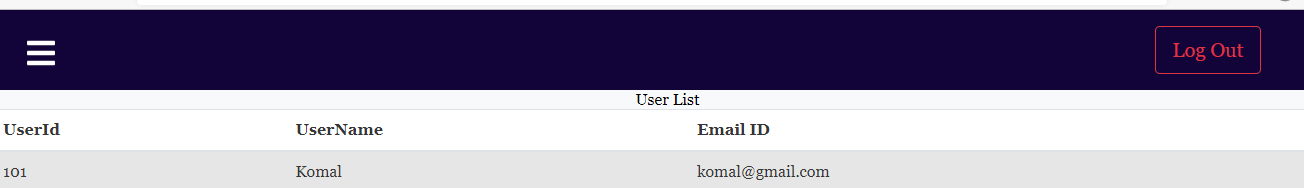 Log Out
User List
UserId UserName Email ID
101 Komal komal@gmail.com